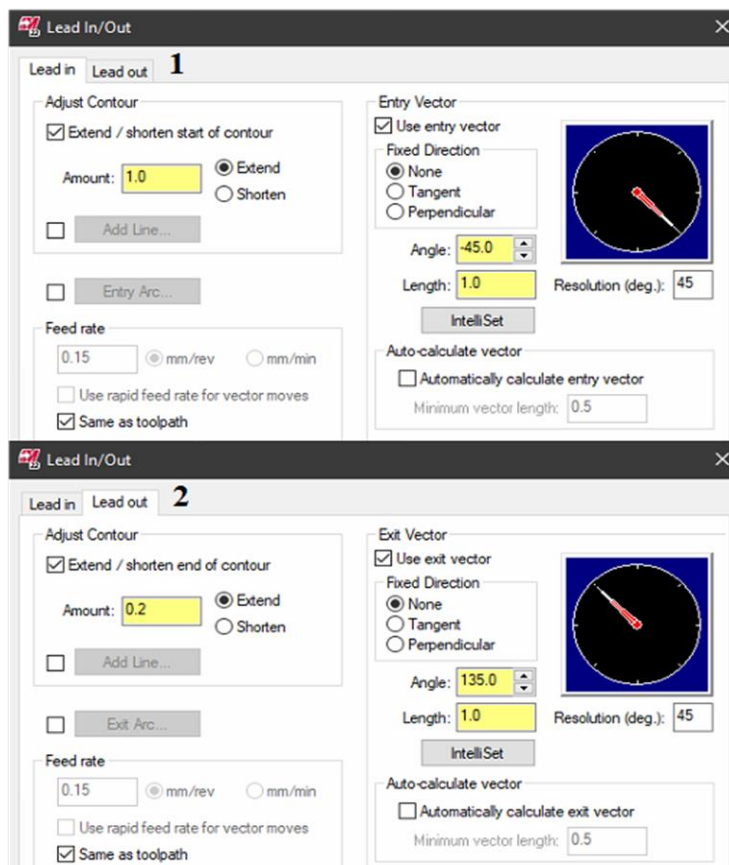 Lead In/Out
Lead in Lead out 1
Adjust Contour
Extend / shorten start of contour
Amount: 1.0
Extend
Shorten
Add Line...
Entry Arc...
Feed rate
0.15 mm/rev mm/min
Use rapid feed rate for vector moves
Same as toolpath
Entry Vector
Use entry vector
Fixed Direction
None
Tangent
Perpendicular
Angle: -45.0
Length: 1.0 Resolution (deg.): 45
IntelliSet
Auto-calculate vector
Automatically calculate entry vector
Minimum vector length: 0.5
Lead In/Out
Lead in Lead out 2
Adjust Contour
Extend / shorten end of contour
Amount: 0.2
Extend
Shorten
Add Line...
Exit Arc...
Feed rate
0.15 mm/rev mm/min
Use rapid feed rate for vector moves
Same as toolpath
Exit Vector
Use exit vector
Fixed Direction
None
Tangent
Perpendicular
Angle: 135.0
Length: 1.0 Resolution (deg.): 45
IntelliSet
Auto-calculate vector
Automatically calculate exit vector
Minimum vector length: 0.5